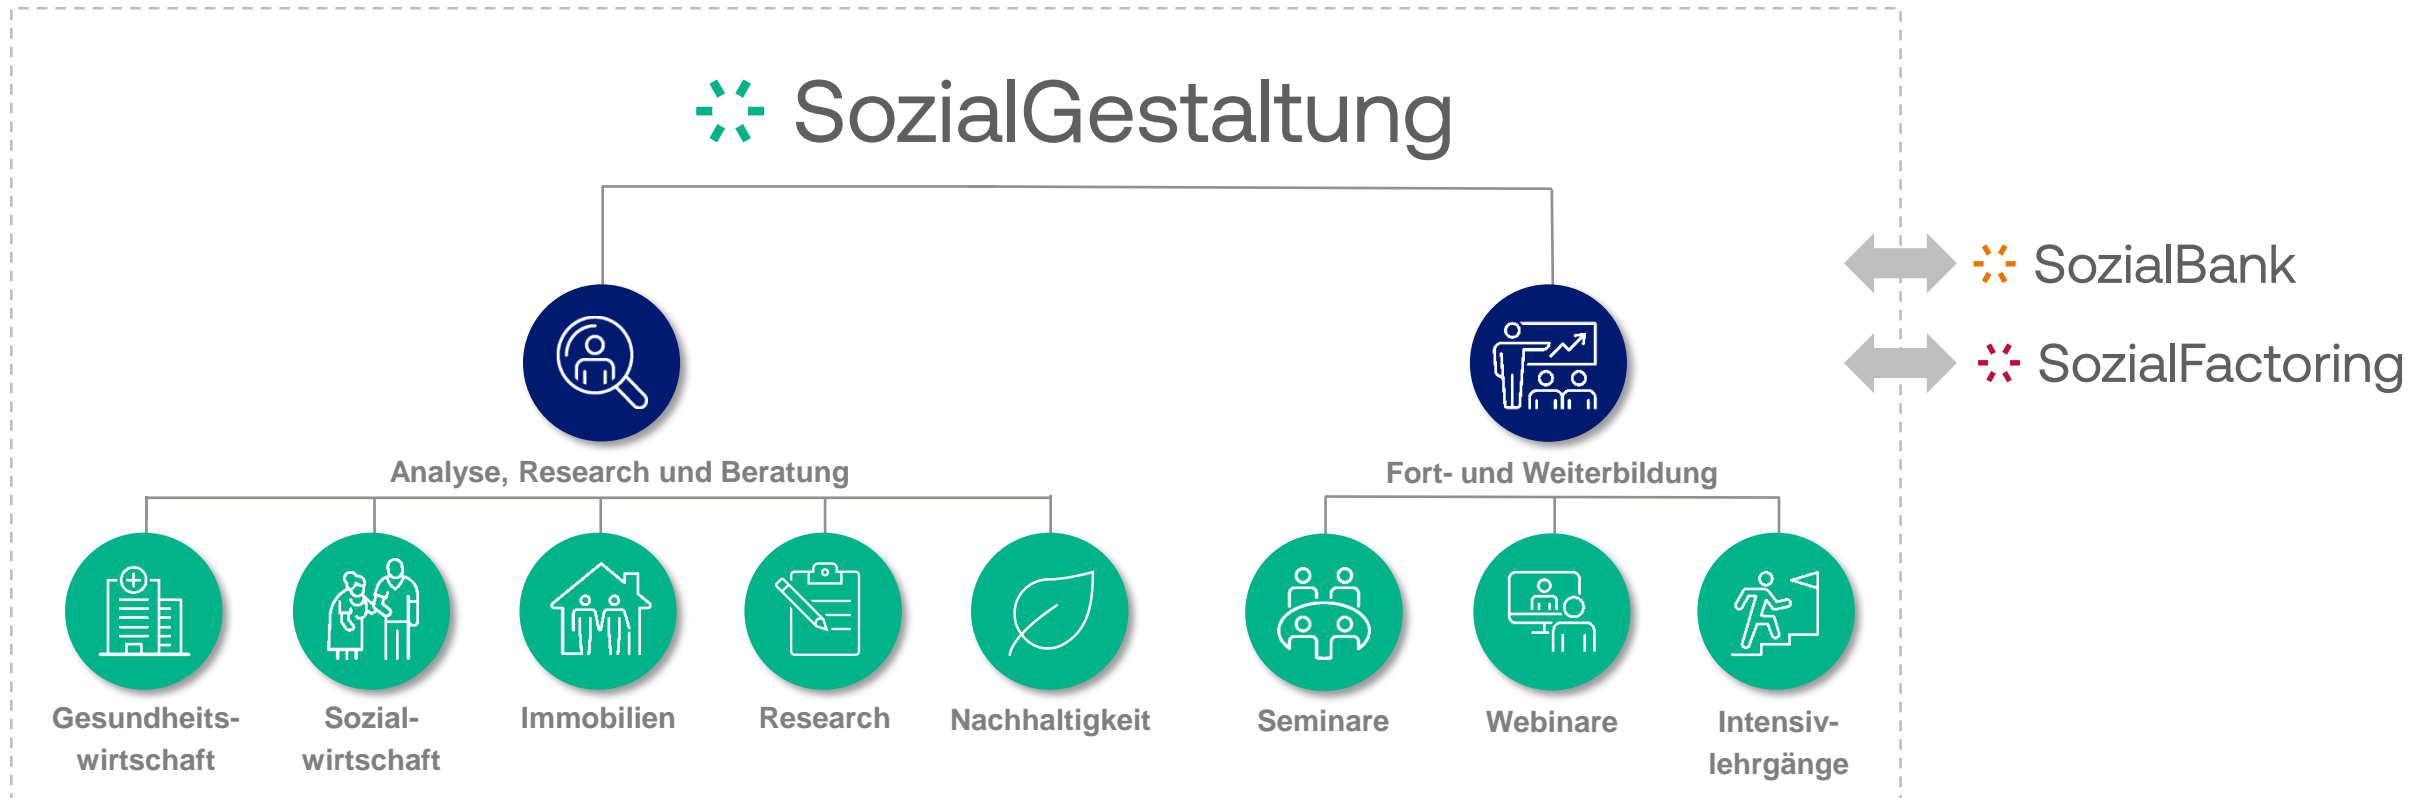 SozialGestaltung
SozialBank
SozialFactoring
Analyse, Research und Beratung
Fort- und Weiterbildung
Gesundheits-
wirtschaft
Sozial-
wirtschaft
Immobilien
Research
Nachhaltigkeit
Seminare
Webinare
Intensiv-
lehrgänge